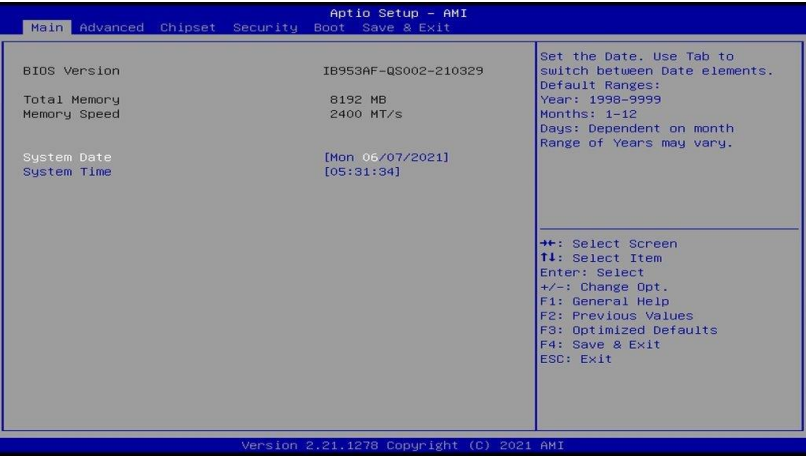 Aptio Setup - AMI
Main Advanced Chipset Security Boot Save & Exit
BIOS Version IB953AF-QS002-210329
Total Memory 8192 MB
Memory Speed 2400 MT/s
System Date [Mon 06/07/2021]
System Time [05:31:34]
Set the Date. Use Tab to
switch between Date elements.
Default Ranges:
Year: 1998-9999
Months: 1-12
Days: Dependent on month
Range of Years may vary.
→←: Select Screen
↑↓: Select Item
Enter: Select
+/-: Change Opt.
F1: General Help
F2: Previous Values
F3: Optimized Defaults
F4: Save & Exit
ESC: Exit
Version 2.21.1278 Copyright (C) 2021 AMI